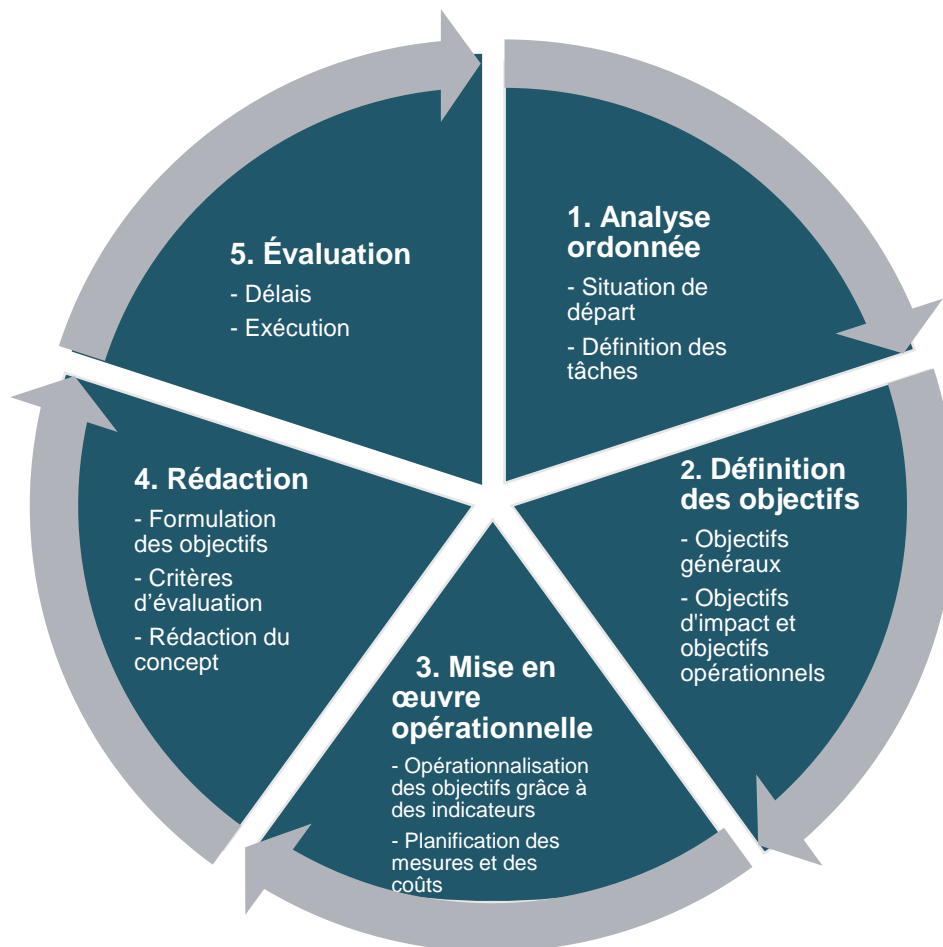 1. Analyse
ordonnée
- Situation de
départ
- Définition des
tâches
2. Définition
des objectifs
- Objectifs
généraux
- Objectifs
d'impact et
objectifs
opérationnels
3. Mise en
œuvre
opérationnelle
- Opérationnalisation
des objectifs grâce à
des indicateurs
- Planification des
mesures et des
coûts
4. Rédaction
- Formulation
des objectifs
- Critères
d’évaluation
- Rédaction du
concept
5. Évaluation
- Délais
- Exécution